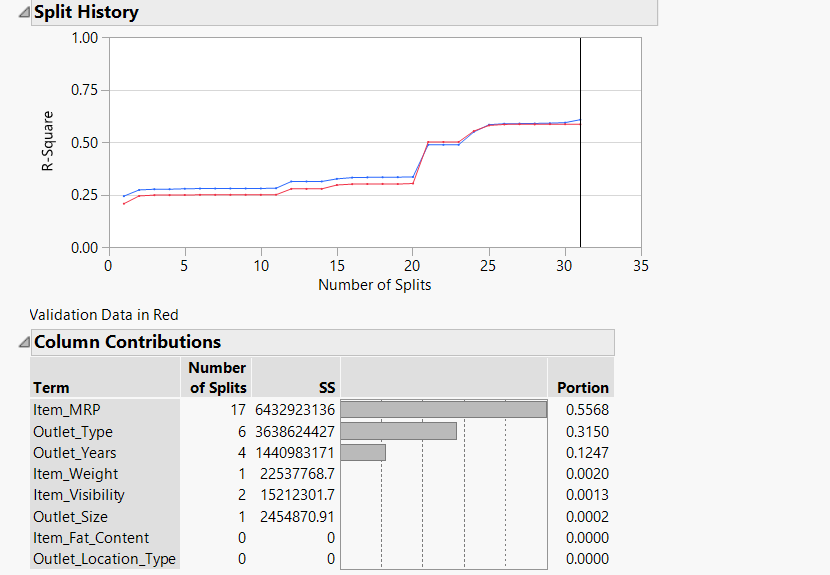 Split History
1.00
0.75
0.50
0.25
0.00
R-Square
0 5 10 15 20 25 30 35
Number of Splits
Validation Data in Red
Column Contributions
Term Number of Splits SS Portion
Item_MRP 17 6432923136 0.5568
Outlet_Type 6 3638624427 0.3150
Outlet_Years 4 1440983171 0.1247
Item_Weight 1 22537768.7 0.0020
Item_Visibility 2 15212301.7 0.0013
Outlet_Size 1 2454870.91 0.0002
Item_Fat_Content 0 0 0.0000
Outlet_Location_Type 0 0 0.0000